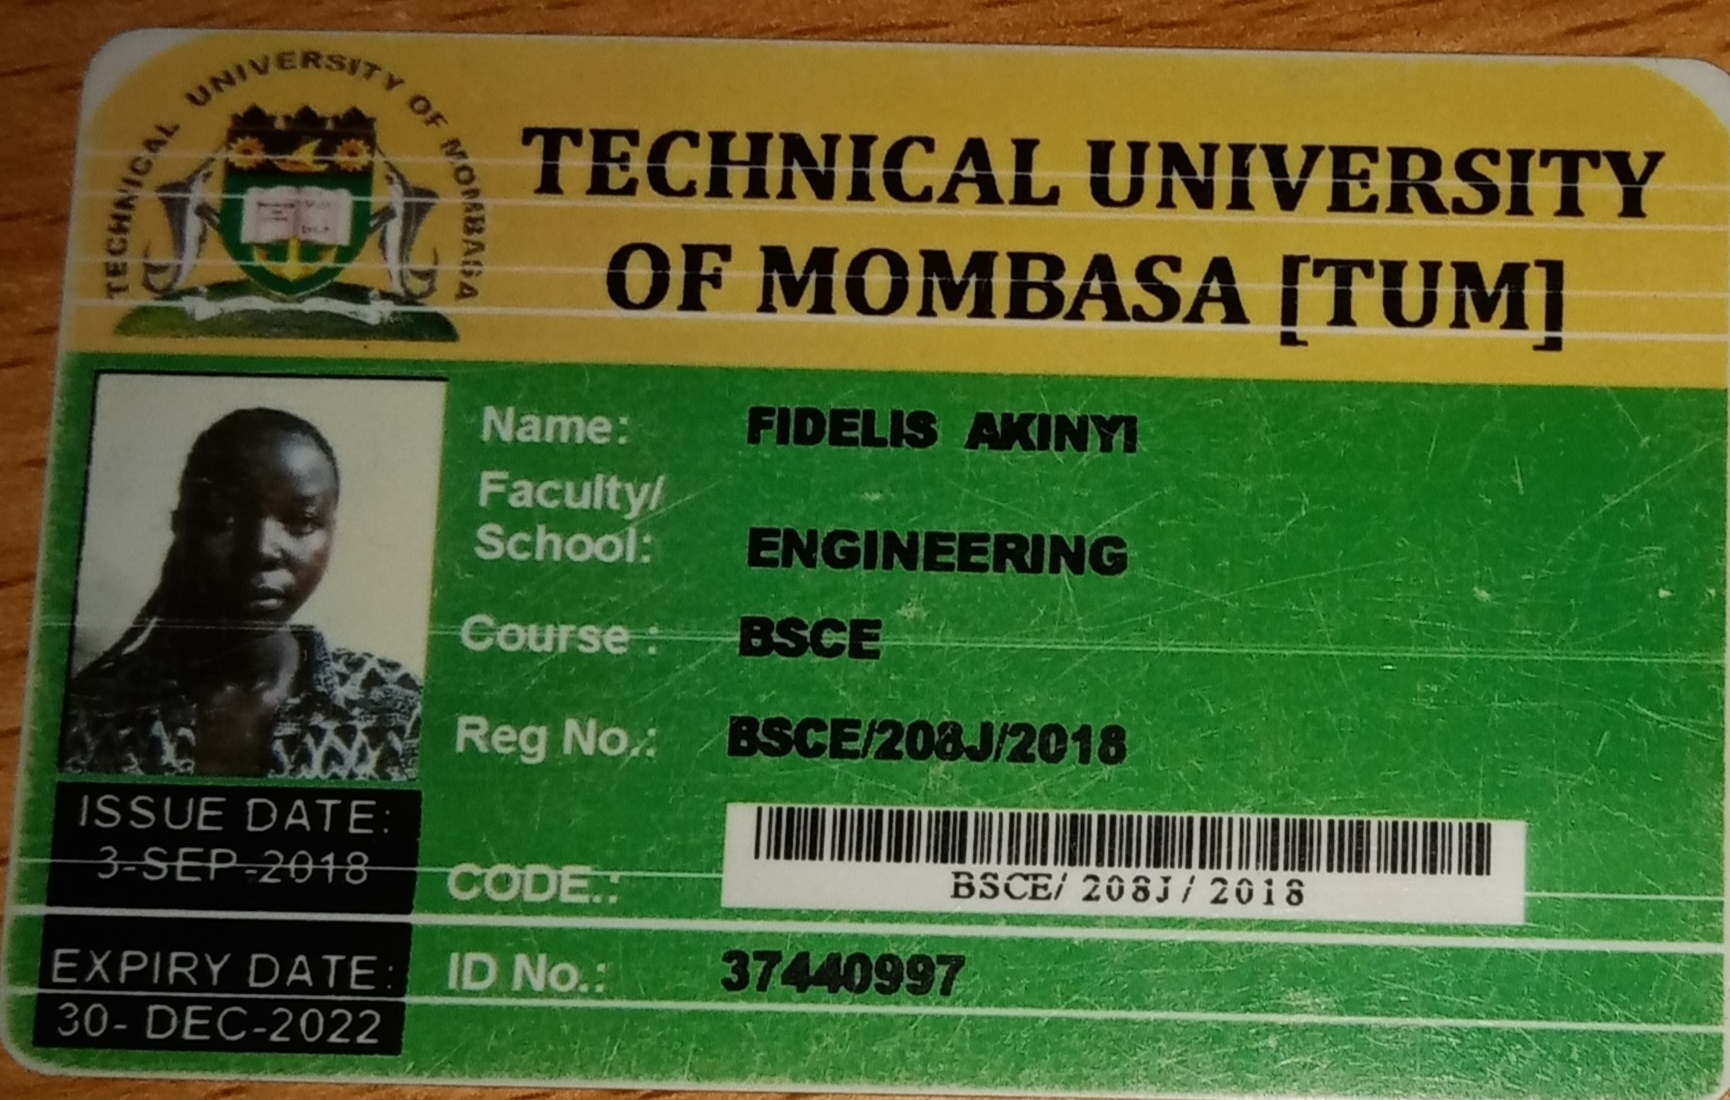 TECHNICAL UNIVERSITY OF MOMBASA
TECHNICAL UNIVERSITY
OF MOMBASA [TUM]
Name: FIDELIS AKINYI
Faculty/
School: ENGINEERING
Course : BSCE
Reg No.: BSCE/208J/2018
ISSUE DATE:
3-SEP-2018
CODE.: BSCE/ 208J / 2018
EXPIRY DATE:
30- DEC-2022
ID No.: 37440997